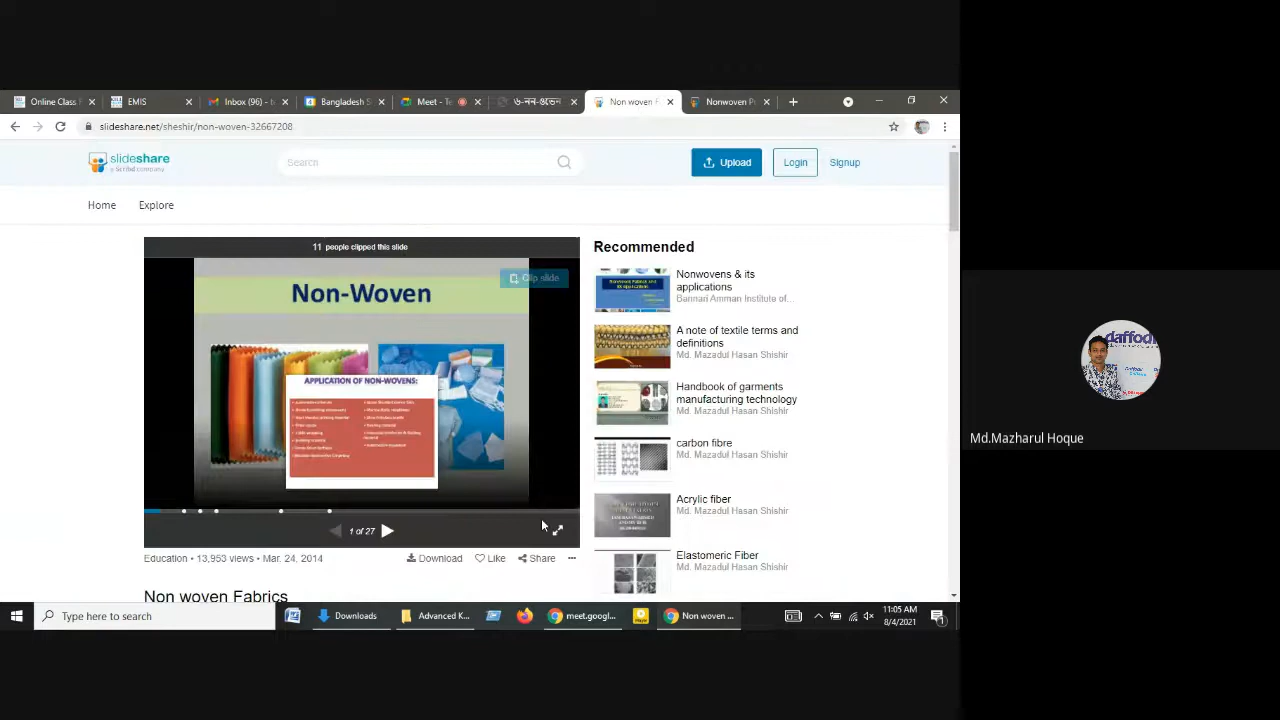 Online Class
EMIS
Inbox (96) - t
Bangladesh S
Meet - Te
৬-নন-ওভেন
Non woven F
Nonwoven P
slideshare.net/sheshir/non-woven-32667208
slideshare
a Scribd company
Search
Upload
Login
Signup
Home
Explore
11 people clipped this slide
Clip slide
Non-Woven
APPLICATION OF NON-WOVENS:
1 of 27
Education • 13,953 views • Mar. 24, 2014
Download
Like
Share
Non woven Fabrics
Recommended
Nonwovens & its
applications
Bannari Amman Institute of...
A note of textile terms and
definitions
Md. Mazadul Hasan Shishir
Handbook of garments
manufacturing technology
Md. Mazadul Hasan Shishir
carbon fibre
Md. Mazadul Hasan Shishir
Acrylic fiber
Md. Mazadul Hasan Shishir
Elastomeric Fiber
Md. Mazadul Hasan Shishir
daffodi
Md.Mazharul Hoque
Type here to search
Downloads
Advanced K...
meet.googl...
Non woven ...
11:05 AM
8/4/2021